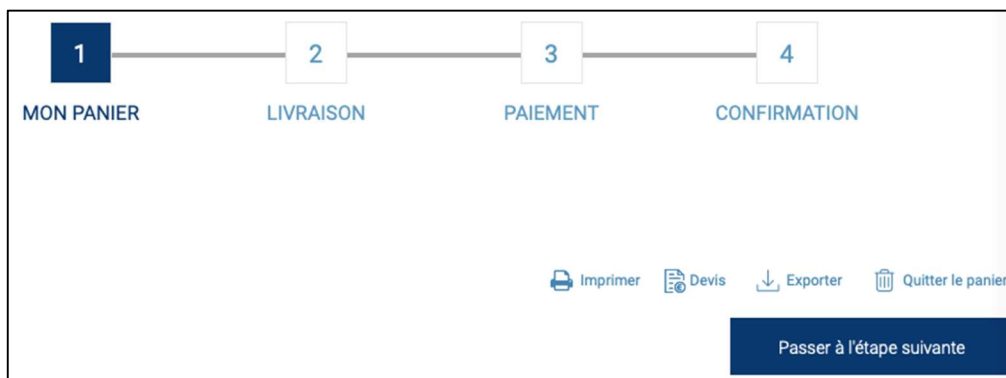 1 2 3 4
MON PANIER LIVRAISON PAIEMENT CONFIRMATION
Imprimer Devis Exporter Quitter le panier
Passer à l'étape suivante